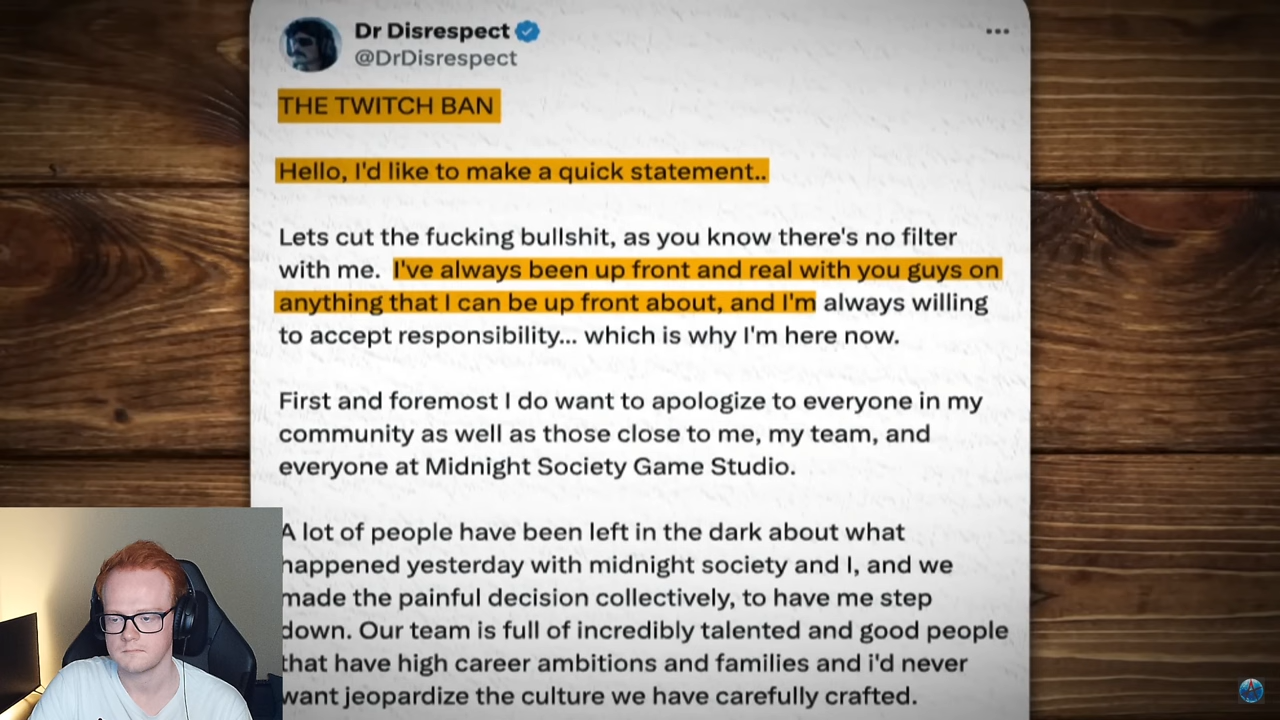 Dr Disrespect
@DrDisrespect
THE TWITCH BAN
Hello, I'd like to make a quick statement..
Lets cut the fucking bullshit, as you know there's no filter
with me. I've always been up front and real with you guys on
anything that I can be up front about, and I'm always willing
to accept responsibility... which is why I'm here now.
First and foremost I do want to apologize to everyone in my
community as well as those close to me, my team, and
everyone at Midnight Society Game Studio.
A lot of people have been left in the dark about what
happened yesterday with midnight society and I, and we
made the painful decision collectively, to have me step
down. Our team is full of incredibly talented and good people
that have high career ambitions and families and i'd never
want jeopardize the culture we have carefully crafted.